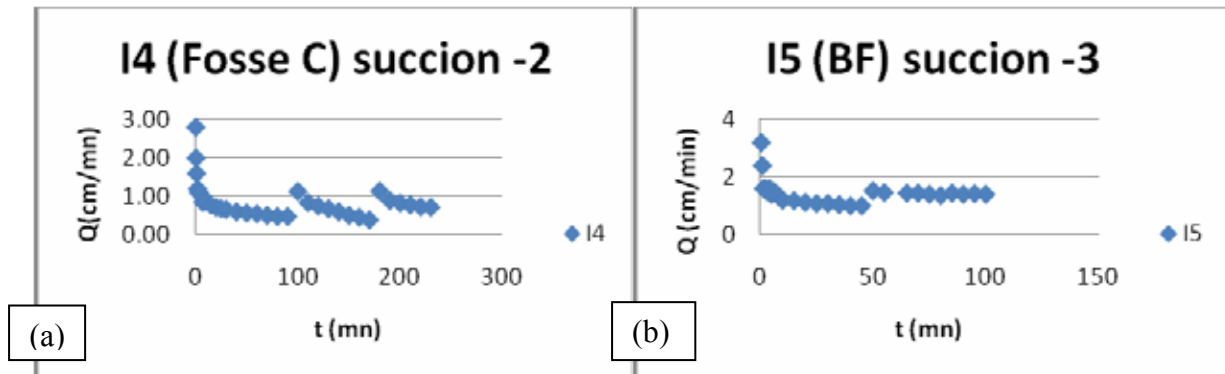 I4 (Fosse C) succion -2
Q(cm/mn)
3.00
2.00
1.00
0.00
0 100 200 300
t (mn)
I4
(a)
I5 (BF) succion -3
Q (cm/min)
4
2
0
0 50 100 150
t (mn)
I5
(b)